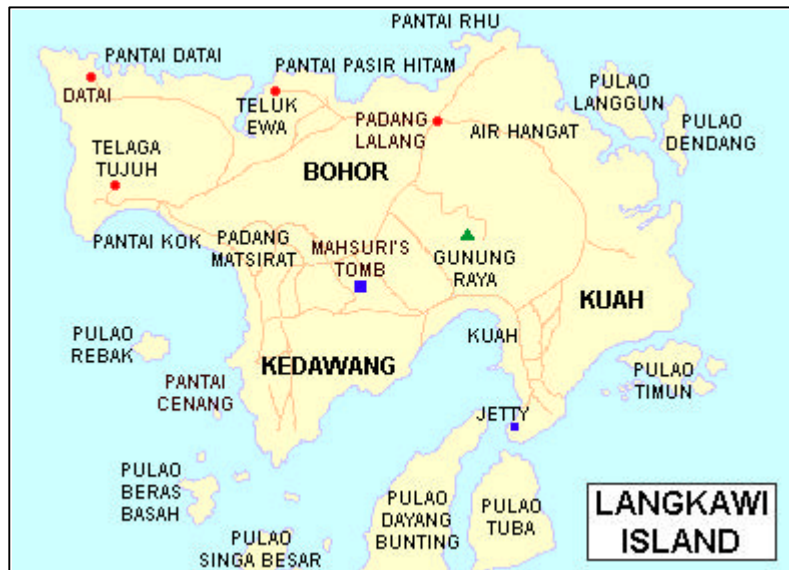 PANTAI RHU
PANTAI DATAI
PANTAI PASIR HITAM
DATAI
TELUK
EWA
PADANG
LALANG
AIR HANGAT
PULAO
LANGGUN
PULAO
DENDANG
TELAGA
TUJUH
BOHOR
PANTAI KOK
PADANG
MATSIRAT
MAHSURI'S
TOMB
GUNUNG
RAYA
KUAH
PULAO
REBAK
KEDAWANG
KUAH
PANTAI
CENANG
PULAO
TIMUN
JETTY
PULAO
BERAS
BASAH
PULAO
SINGA BESAR
PULAO
DAYANG
BUNTING
PULAO
TUBA
LANGKAWI
ISLAND